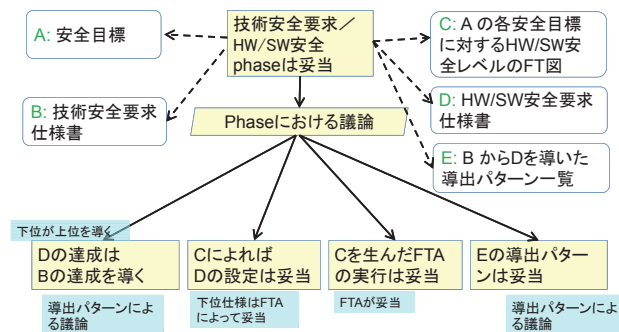 A: 安全目標
技術安全要求／
HW/SW安全
phaseは妥当
C: A の各安全目標
に対するHW/SW安
全レベルのFT図
B: 技術安全要求
仕様書
D: HW/SW安全要求
仕様書
Phaseにおける議論
E: B からDを導いた
導出パターン一覧
下位が上位を導く
Dの達成は
Bの達成を導く
Cによれば
Dの設定は妥当
Cを生んだFTA
の実行は妥当
Eの導出パター
ンは妥当
導出パターンによ
る議論
下位仕様はFTA
によって妥当
FTAが妥当
導出パターンによ
る議論